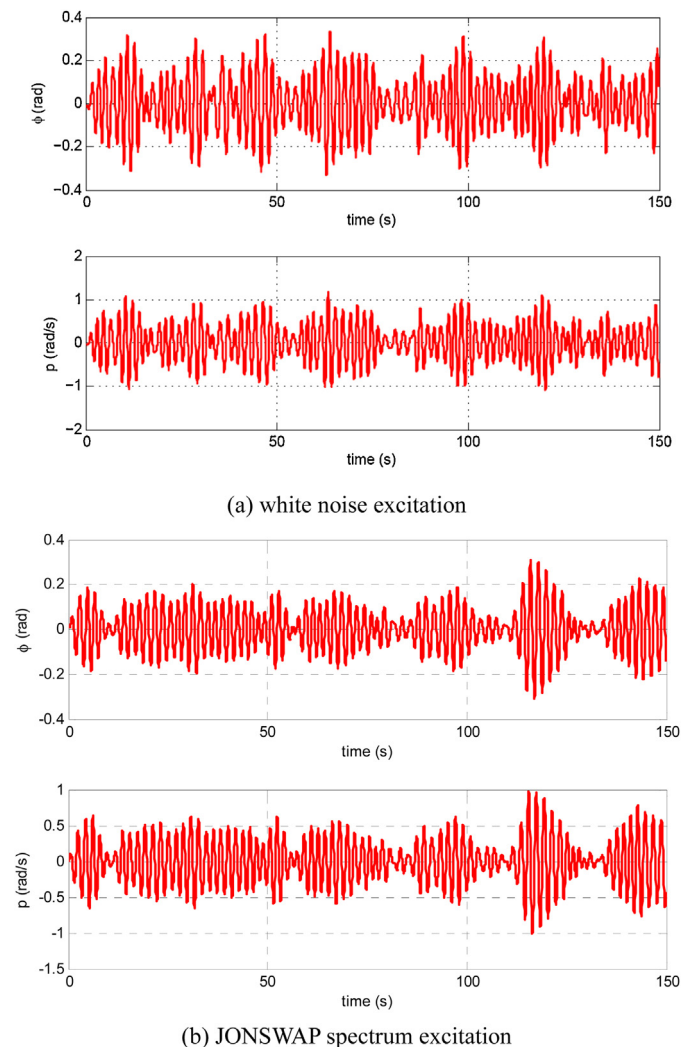 0.4
0.2
0
−0.2
−0.4
ϕ (rad)
0 50 100 150
time (s)
2
1
0
−1
−2
p (rad/s)
0 50 100 150
time (s)
(a) white noise excitation
0.4
0.2
0
-0.2
-0.4
ϕ (rad)
0 50 100 150
time (s)
1
0.5
0
-0.5
-1
-1.5
p (rad/s)
0 50 100 150
time (s)
(b) JONSWAP spectrum excitation